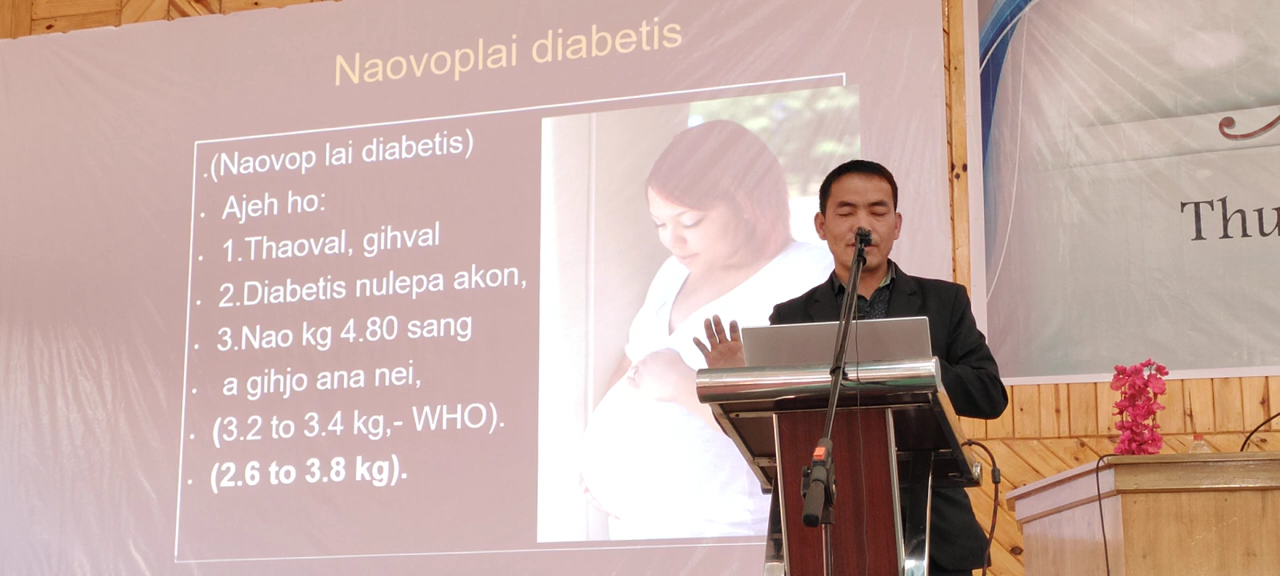 Naovoplai diabetis
.(Naovop lai diabetis)
· Ajeh ho:
· 1.Thaoval, gihval
· 2.Diabetis nulepa akon,
· 3.Nao kg 4.80 sang
· a gihjo ana nei,
· (3.2 to 3.4 kg,- WHO).
· (2.6 to 3.8 kg).
Thu